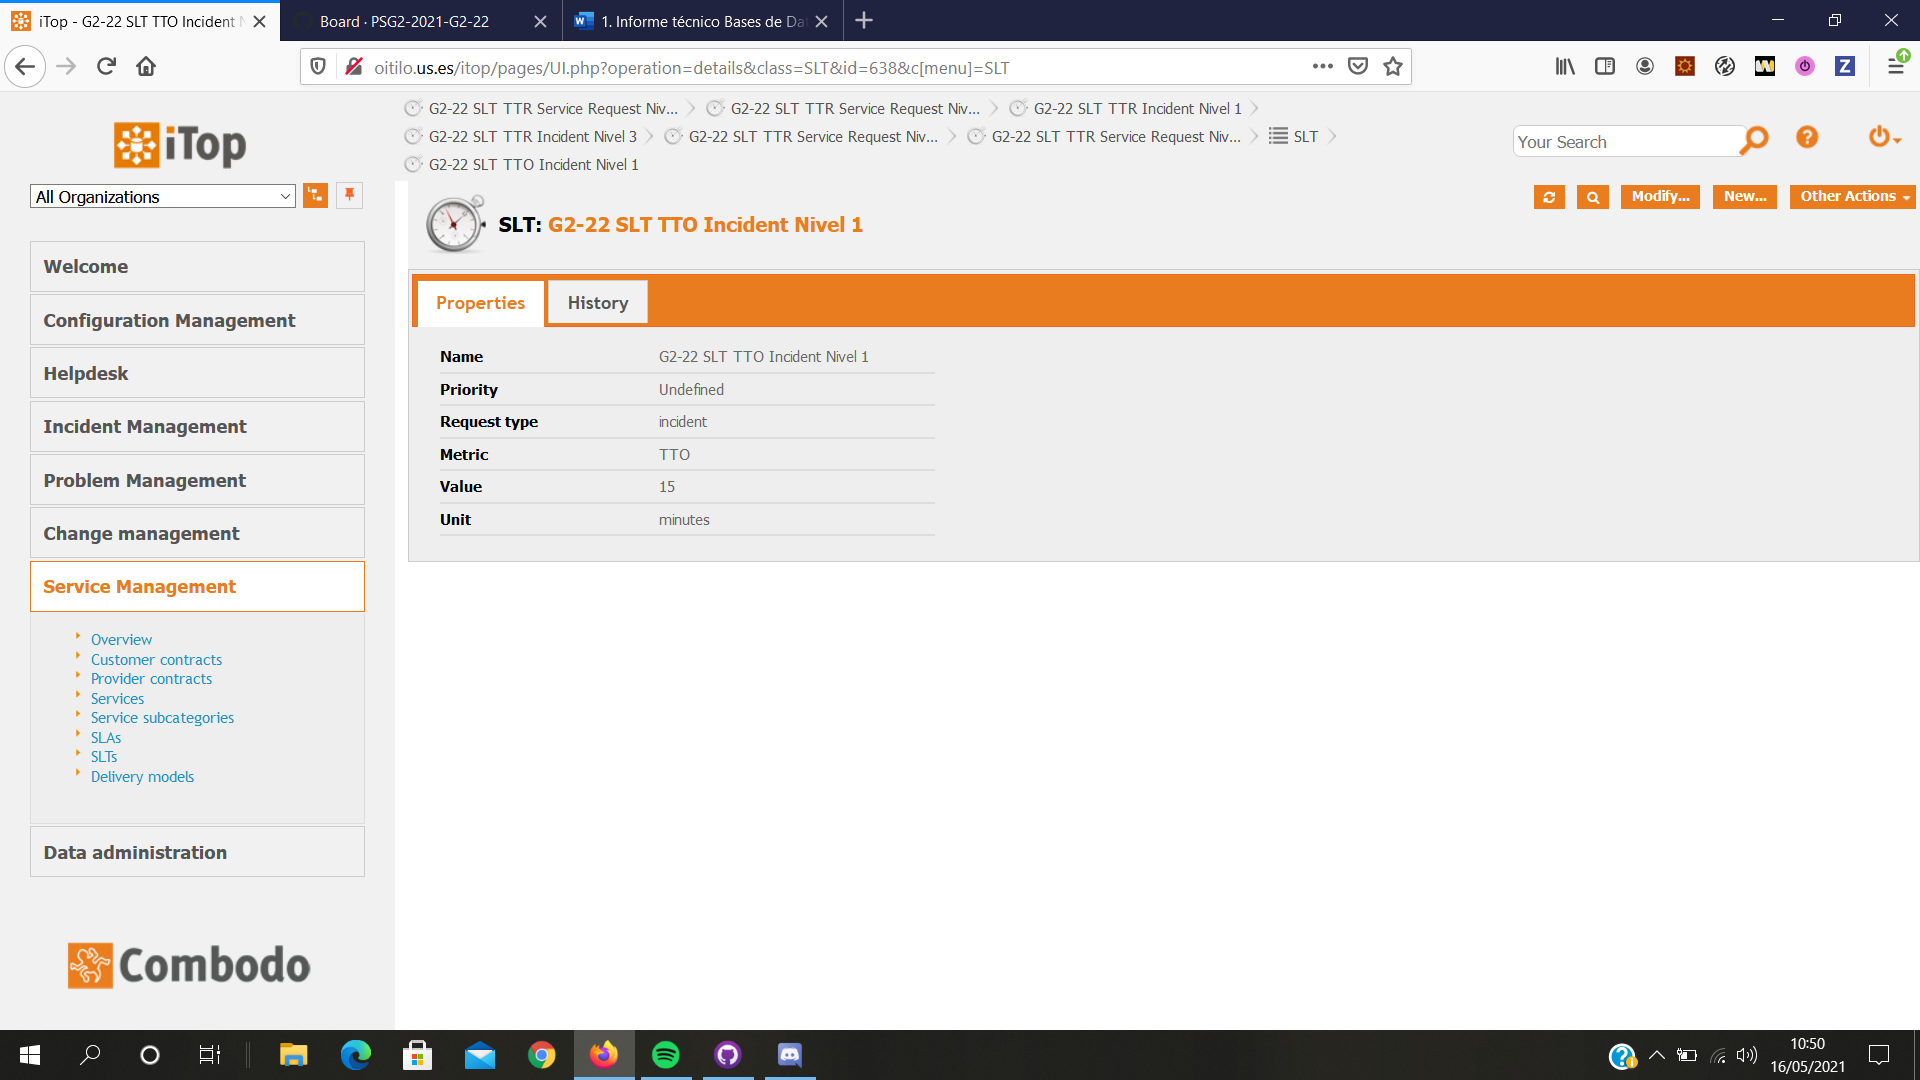 iTop - G2-22 SLT TTO Incident N
Board · PSG2-2021-G2-22
1. Informe técnico Bases de Da
oitilo.us.es/itop/pages/UI.php?operation=details&class=SLT&id=638&c[menu]=SLT
G2-22 SLT TTR Service Request Niv... G2-22 SLT TTR Service Request Niv... G2-22 SLT TTR Incident Nivel 1
G2-22 SLT TTR Incident Nivel 3 G2-22 SLT TTR Service Request Niv... G2-22 SLT TTR Service Request Niv... SLT
G2-22 SLT TTO Incident Nivel 1
Your Search
iTop
All Organizations
Modify... New... Other Actions
SLT: G2-22 SLT TTO Incident Nivel 1
Properties History
Name G2-22 SLT TTO Incident Nivel 1
Priority Undefined
Request type incident
Metric TTO
Value 15
Unit minutes
Welcome
Configuration Management
Helpdesk
Incident Management
Problem Management
Change management
Service Management
Overview
Customer contracts
Provider contracts
Services
Service subcategories
SLAs
SLTs
Delivery models
Data administration
Combodo
10:50
16/05/2021